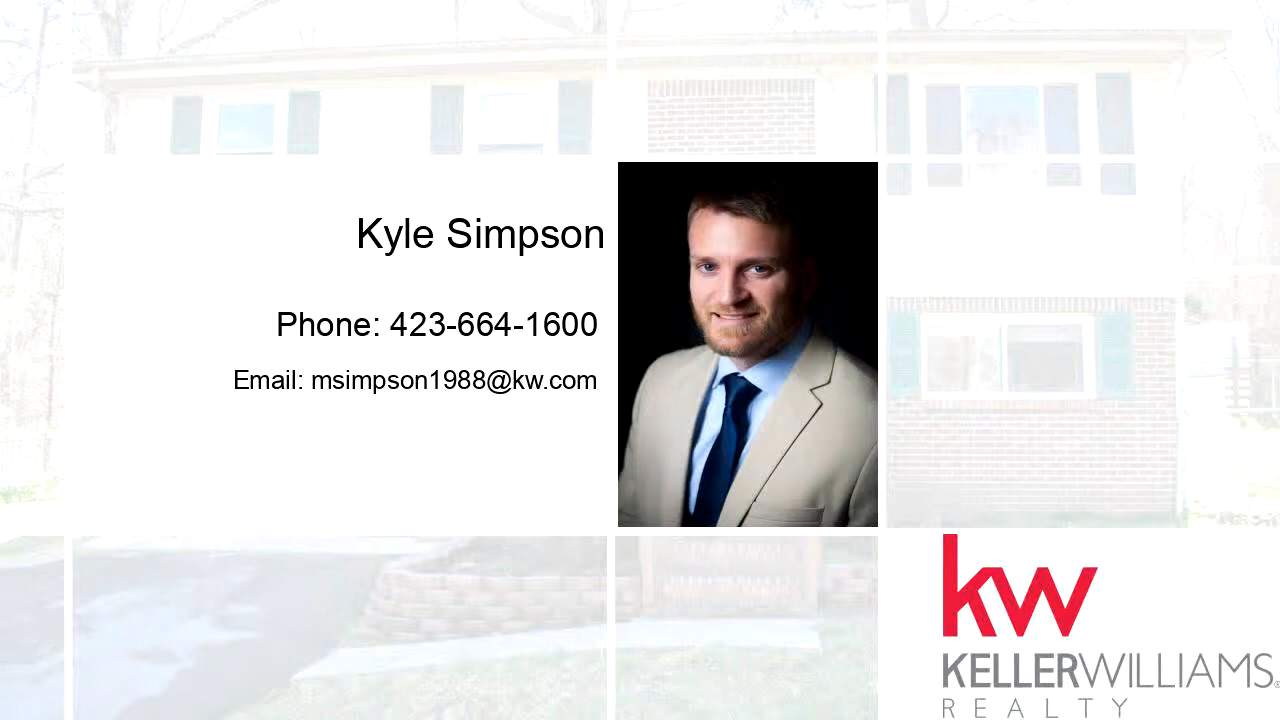 Kyle Simpson
Phone: 423-664-1600
Email: msimpson1988@kw.com
kw
KELLERWILLIAMS®
REALTY